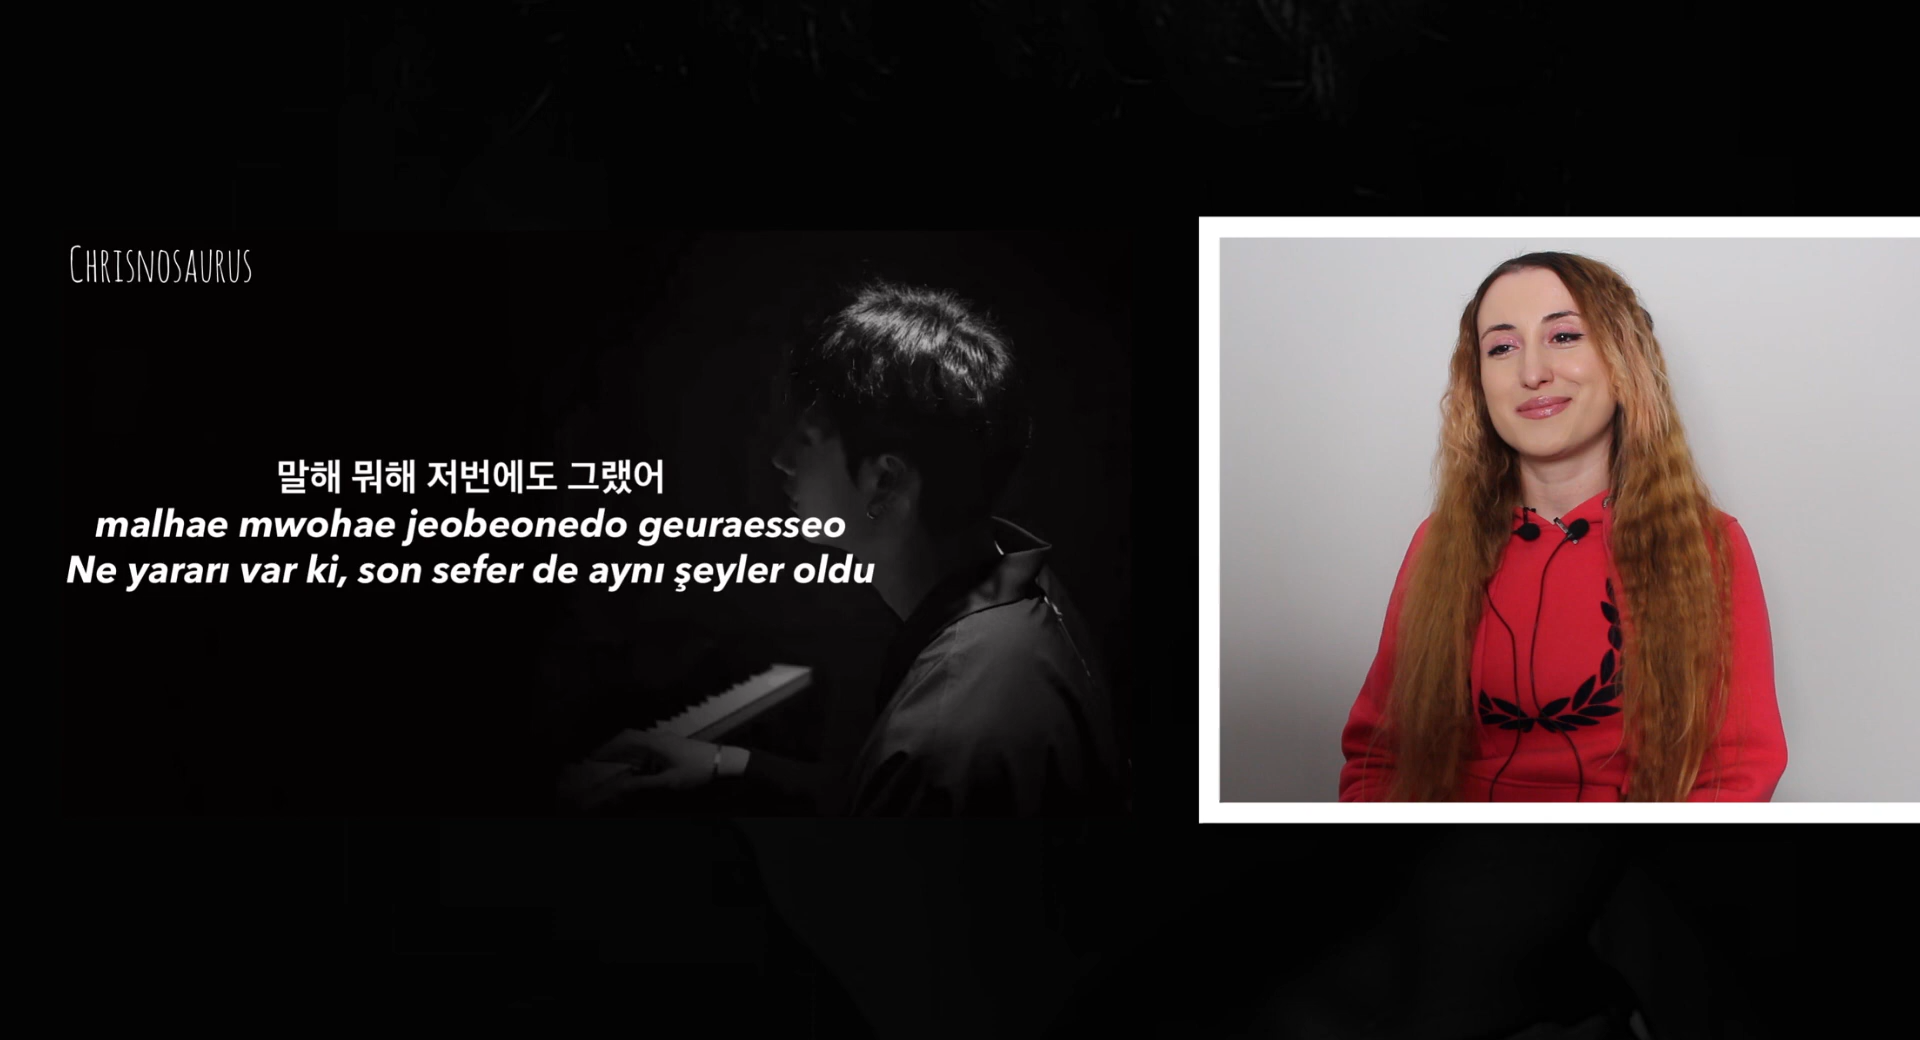 CHRISNOSAURUS
말해 뭐해 저번에도 그랬어
malhae mwohae jeobeonedo geuraesseo
Ne yararı var ki, son sefer de aynı şeyler oldu